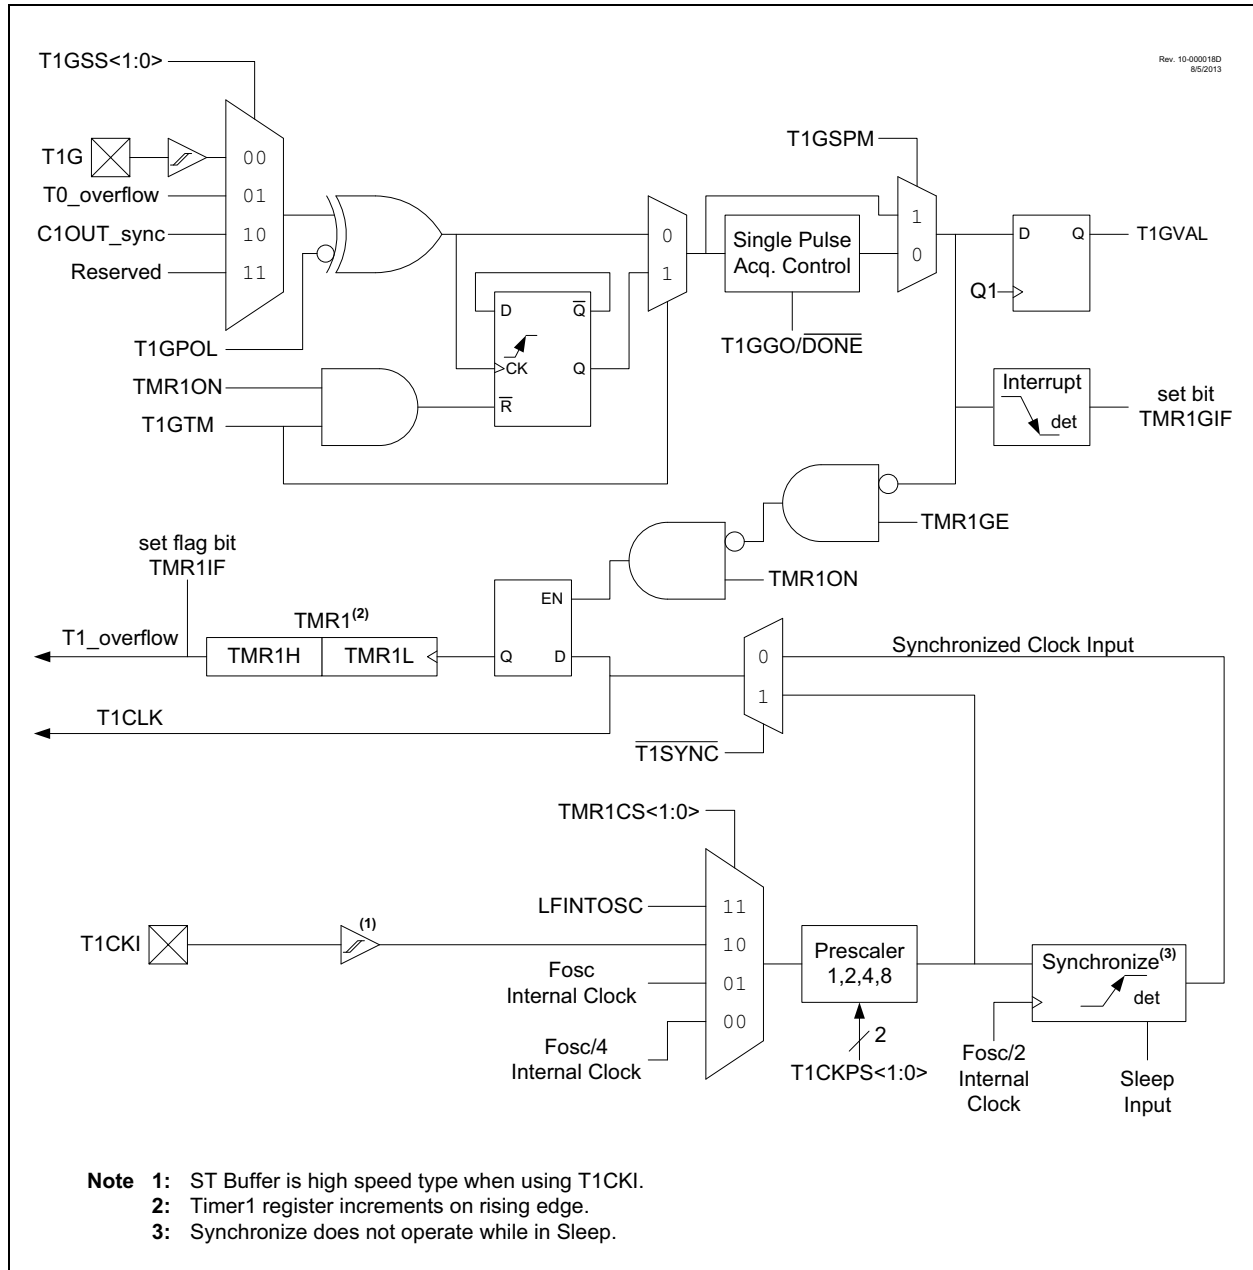 T1GSS<1:0>
Rev. 10-000018D
8/5/2013
T1G
00
T0_overflow
01
C1OUT_sync
10
Reserved
11
T1GPOL
TMR1ON
T1GTM
D
Q
CK
Q
R
0
1
Single Pulse
Acq. Control
T1GGO/DONE
T1GSPM
1
0
D
Q
Q1
T1GVAL
Interrupt
det
set bit
TMR1GIF
TMR1GE
TMR1ON
set flag bit
TMR1IF
T1_overflow
TMR1(2)
TMR1H
TMR1L
EN
Q
D
T1CLK
0
1
Synchronized Clock Input
T1SYNC
TMR1CS<1:0>
LFINTOSC
11
T1CKI
(1)
10
Fosc
Internal Clock
01
Fosc/4
Internal Clock
00
Prescaler
1,2,4,8
2
T1CKPS<1:0>
Synchronize(3)
det
Fosc/2
Internal
Clock
Sleep
Input
Note 1: ST Buffer is high speed type when using T1CKI.
2: Timer1 register increments on rising edge.
3: Synchronize does not operate while in Sleep.